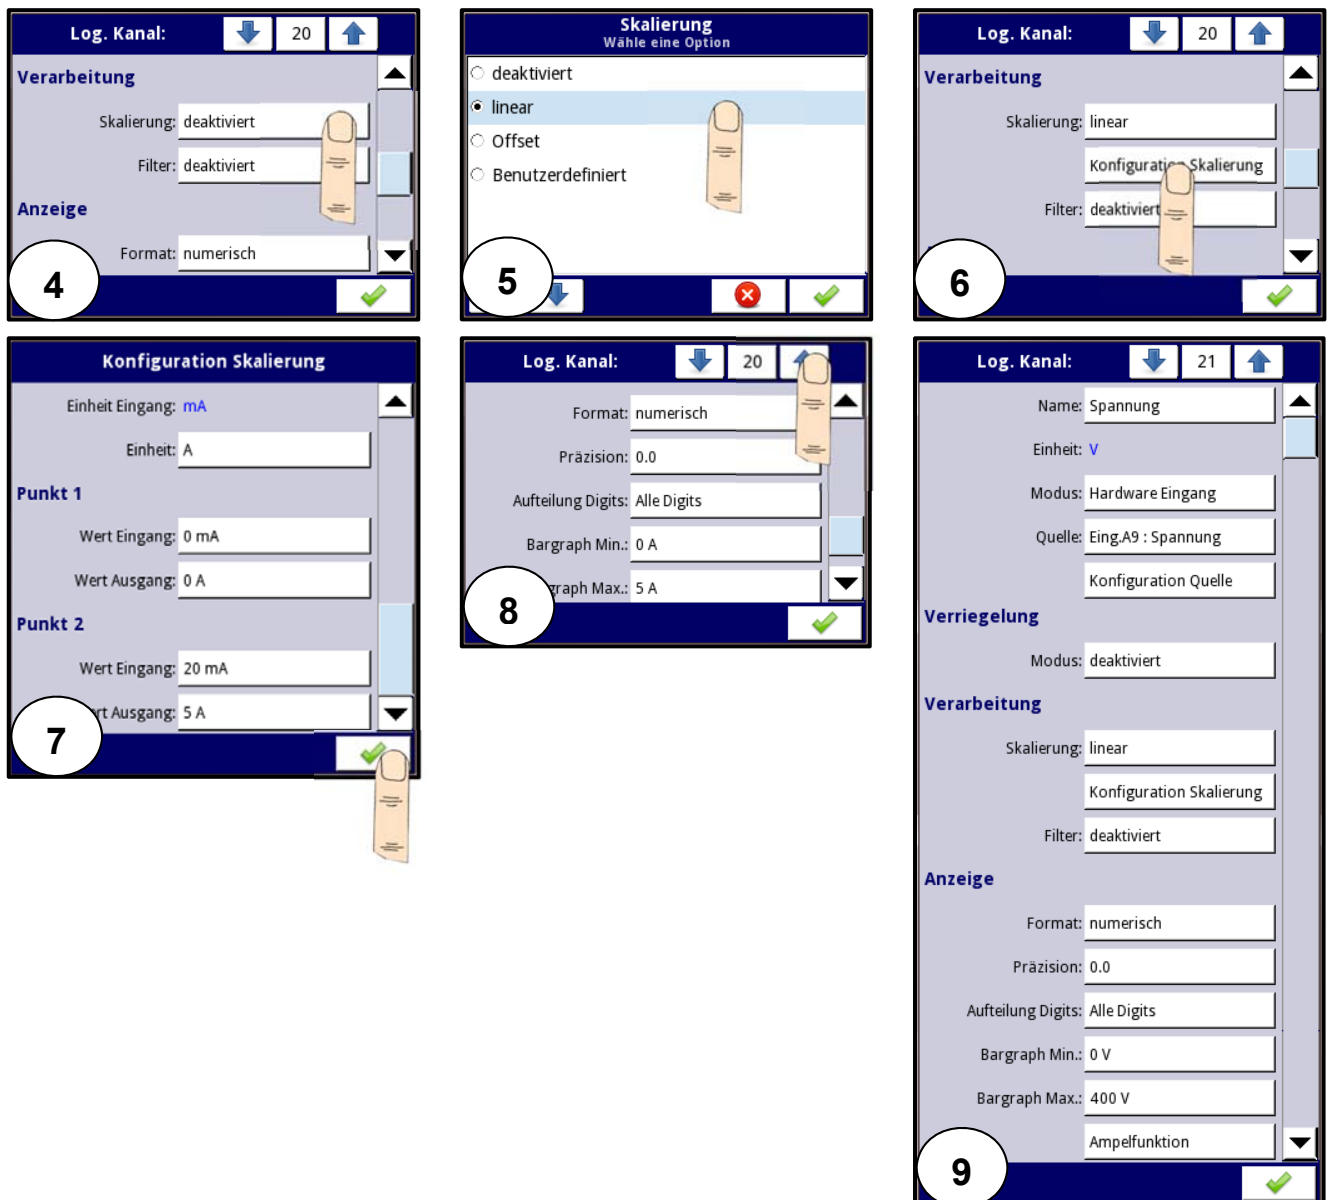 Log. Kanal: 20
Verarbeitung
Skalierung: deaktiviert
Filter: deaktiviert
Anzeige
Format: numerisch
4
Skalierung
Wähle eine Option
deaktiviert
linear
Offset
Benutzerdefiniert
5
Log. Kanal: 20
Verarbeitung
Skalierung: linear
Konfiguration Skalierung
Filter: deaktiviert
6
Konfiguration Skalierung
Einheit Eingang: mA
Einheit: A
Punkt 1
Wert Eingang: 0 mA
Wert Ausgang: 0 A
Punkt 2
Wert Eingang: 20 mA
rt Ausgang: 5 A
7
Log. Kanal: 20
Format: numerisch
Präzision: 0.0
Aufteilung Digits: Alle Digits
Bargraph Min.: 0 A
graph Max.: 5 A
8
Log. Kanal: 21
Name: Spannung
Einheit: V
Modus: Hardware Eingang
Quelle: Eing.A9 : Spannung
Konfiguration Quelle
Verriegelung
Modus: deaktiviert
Verarbeitung
Skalierung: linear
Konfiguration Skalierung
Filter: deaktiviert
Anzeige
Format: numerisch
Präzision: 0.0
Aufteilung Digits: Alle Digits
Bargraph Min.: 0 V
Bargraph Max.: 400 V
Ampelfunktion
9